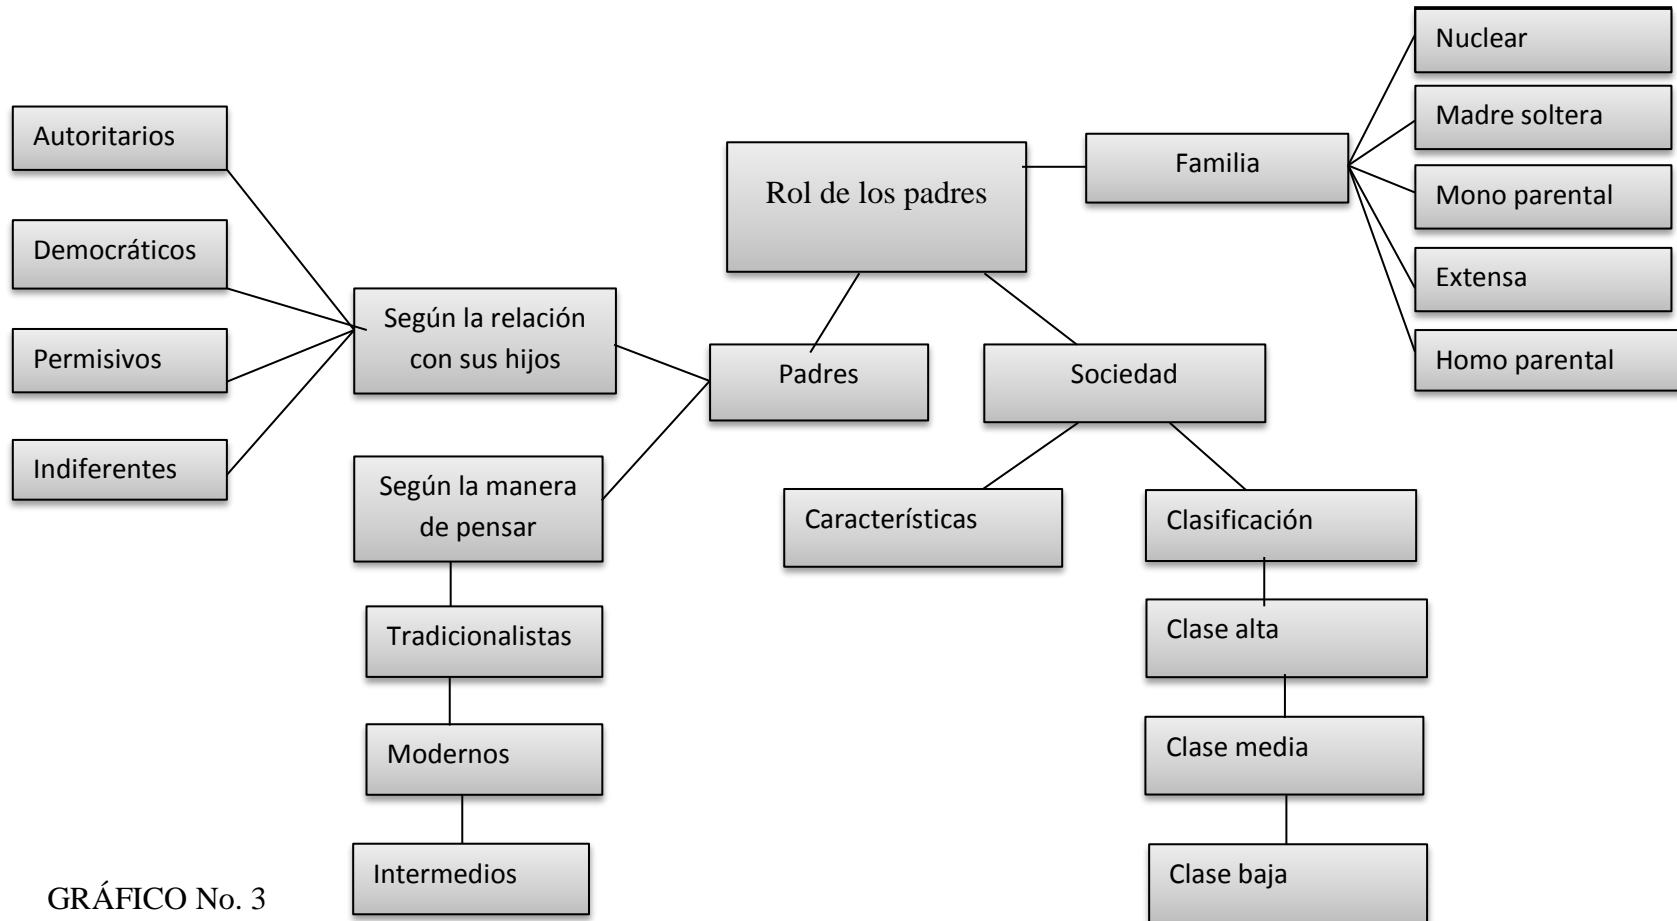 Nuclear
Madre soltera
Mono parental
Extensa
Homo parental
Familia
Rol de los padres
Autoritarios
Democráticos
Permisivos
Indiferentes
Según la relación
con sus hijos
Padres
Sociedad
Según la manera
de pensar
Características
Clasificación
Tradicionalistas
Clase alta
Modernos
Clase media
Intermedios
Clase baja
GRÁFICO No. 3